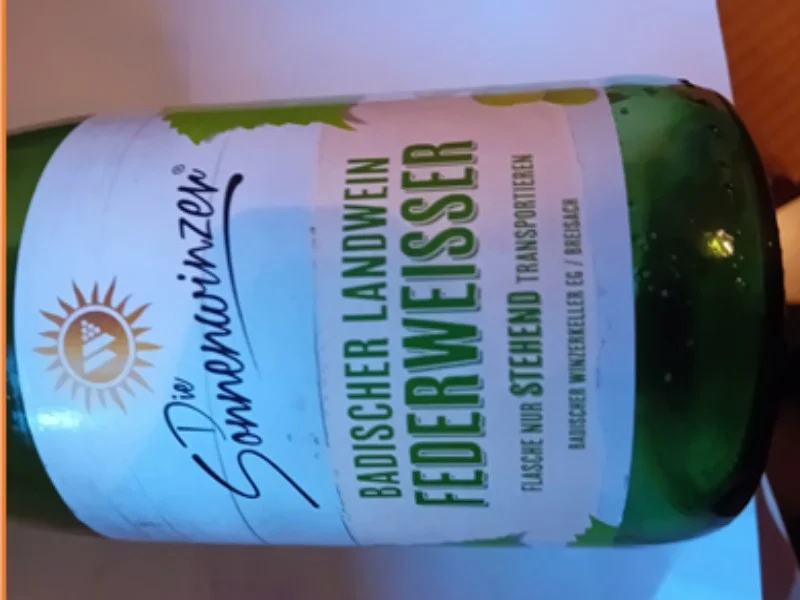 Die
Sonnenwinzer®
BADISCHER LANDWEIN
FEDERWEISSER
FLASCHE NUR STEHEND TRANSPORTIEREN
BADISCHER WINZERKELLER EG / BREISACH